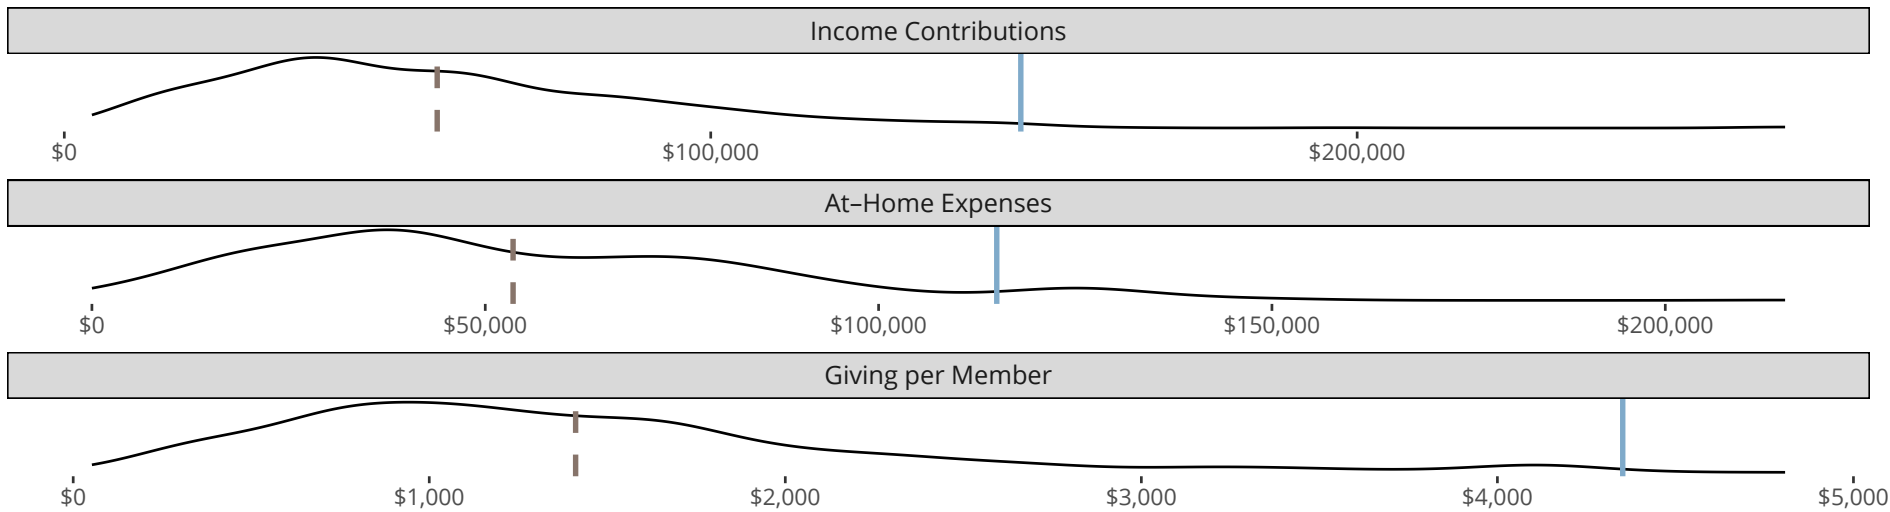 Income Contributions
$0 $100,000 $200,000
At–Home Expenses
$0 $50,000 $100,000 $150,000 $200,000
Giving per Member
$0 $1,000 $2,000 $3,000 $4,000 $5,000